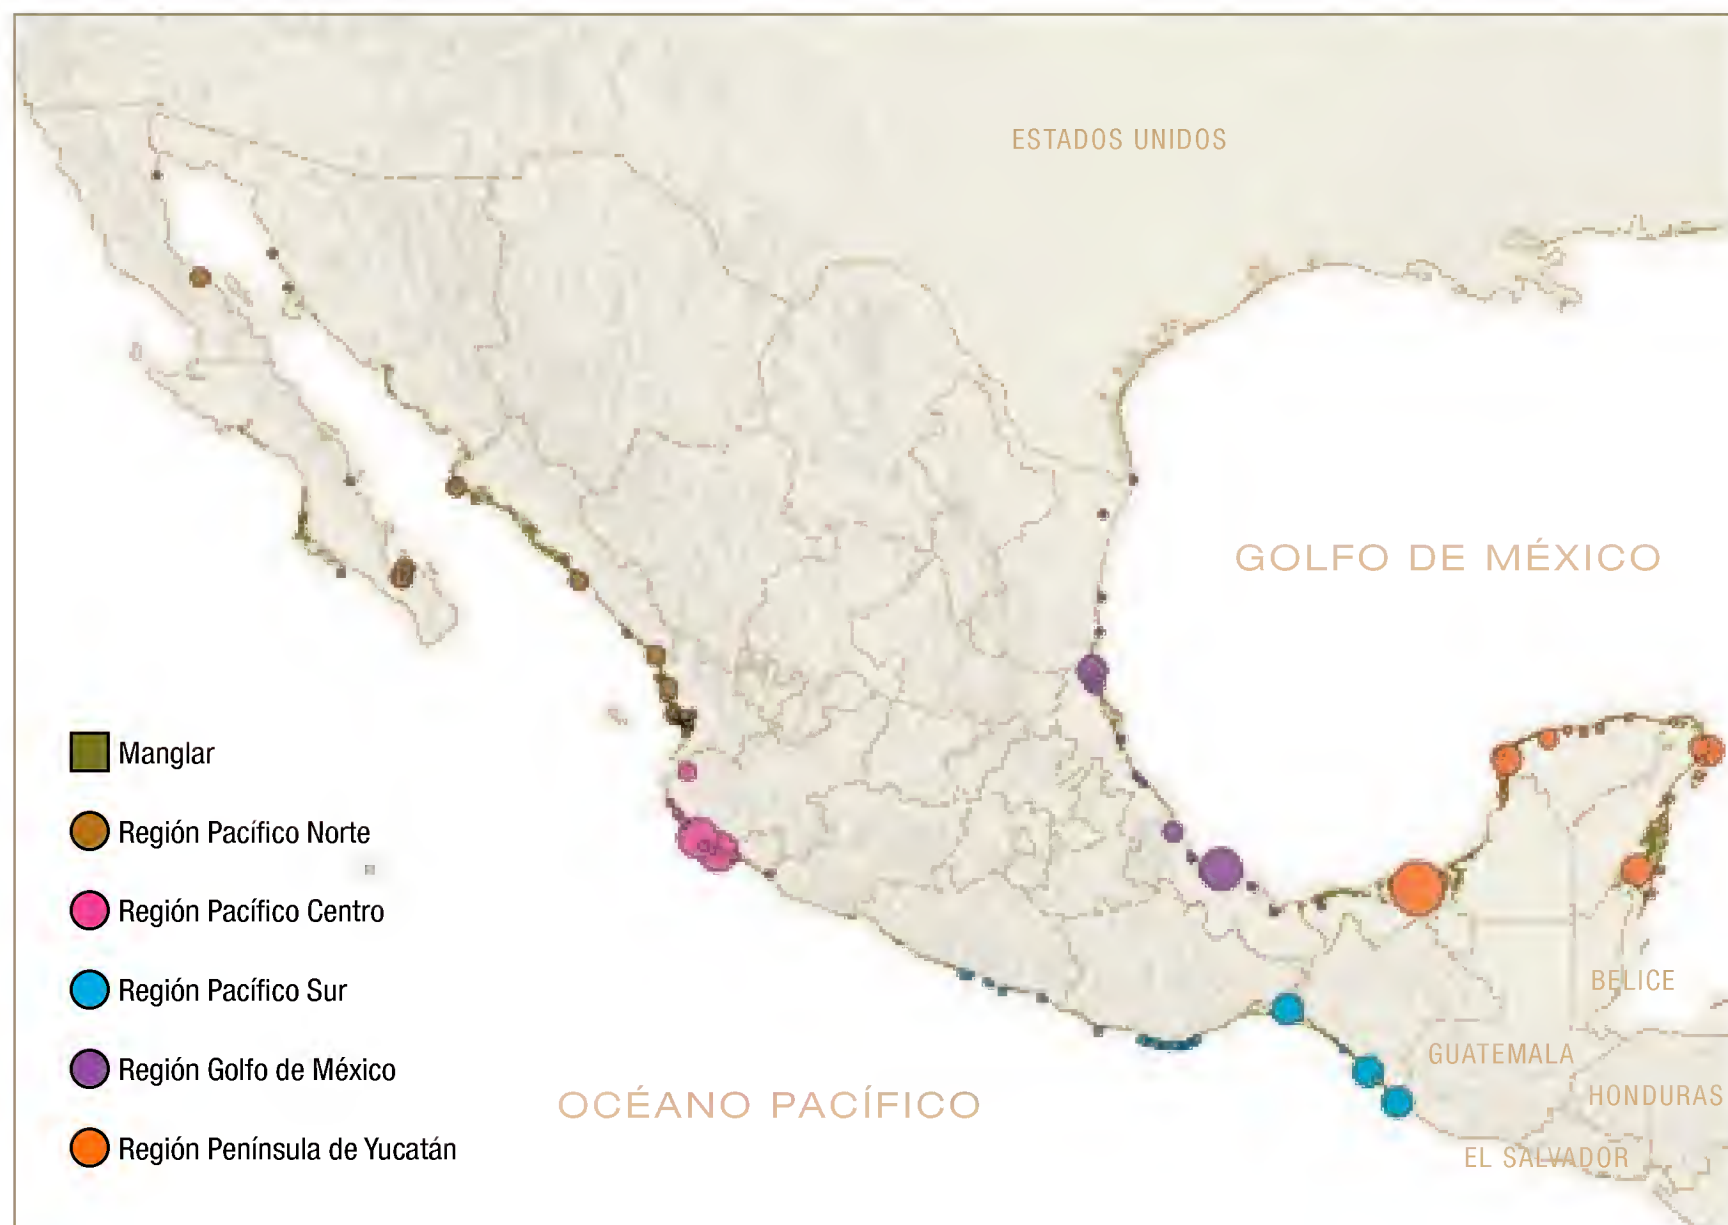 ESTADOS UNIDOS
GOLFO DE MÉXICO
Manglar
Región Pacífico Norte
Región Pacífico Centro
Región Pacífico Sur
Región Golfo de México
Región Península de Yucatán
OCÉANO PACÍFICO
BELICE
GUATEMALA
HONDURAS
EL SALVADOR